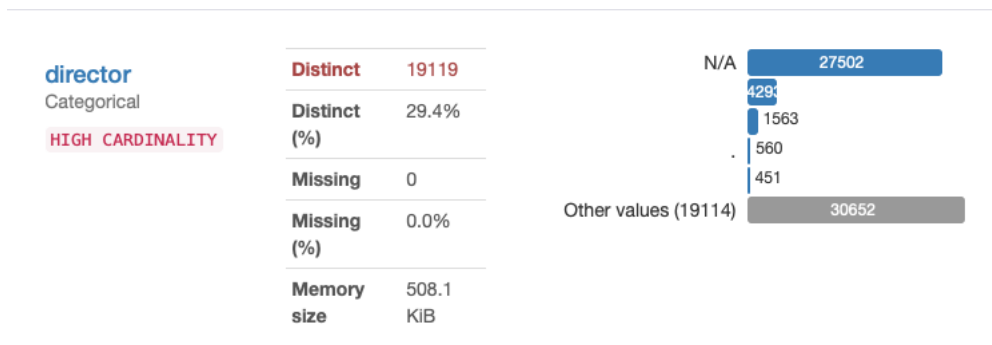 director
Categorical
HIGH CARDINALITY
Distinct 19119
Distinct (%) 29.4%
Missing 0
Missing (%) 0.0%
Memory size 508.1 KiB
N/A 27502
4293
1563
. 560
451
Other values (19114) 30652